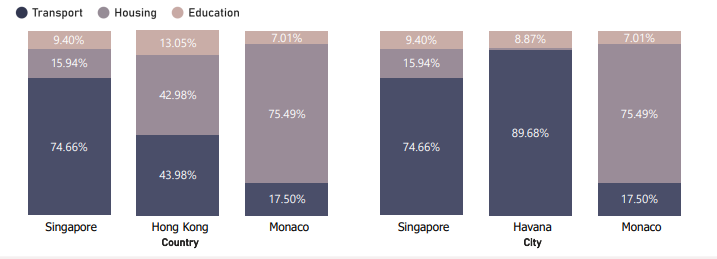 Transport Housing Education
9.40% 13.05% 7.01% 9.40% 8.87% 7.01%
15.94% 42.98% 75.49% 15.94% 75.49%
74.66% 43.98% 17.50% 74.66% 89.68% 17.50%
Singapore Hong Kong Monaco Singapore Havana Monaco
Country City